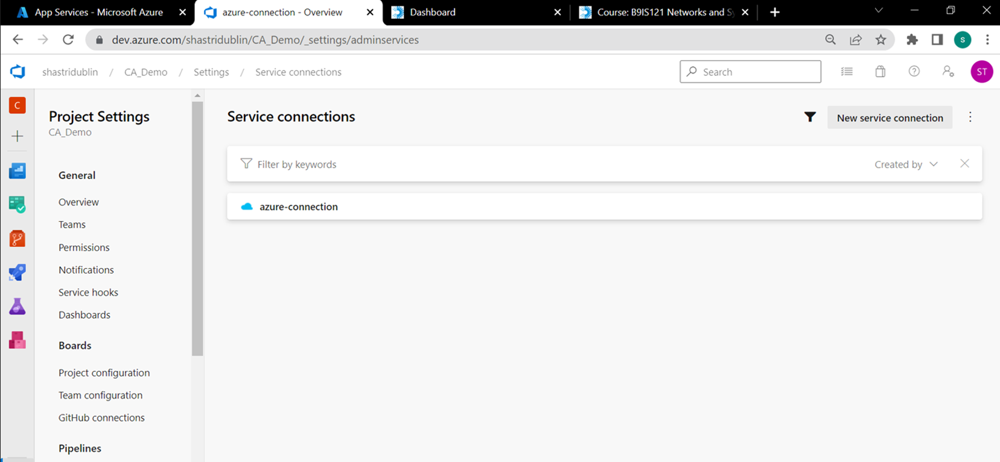 App Services - Microsoft Azure
azure-connection - Overview
Dashboard
Course: B9IS121 Networks and Sy
dev.azure.com/shastridublin/CA_Demo/_settings/adminservices
S
shastridublin / CA_Demo / Settings / Service connections
Search
ST
C
Project Settings
CA_Demo
General
Overview
Teams
Permissions
Notifications
Service hooks
Dashboards
Boards
Project configuration
Team configuration
GitHub connections
Pipelines
Service connections
New service connection
Filter by keywords
Created by
azure-connection